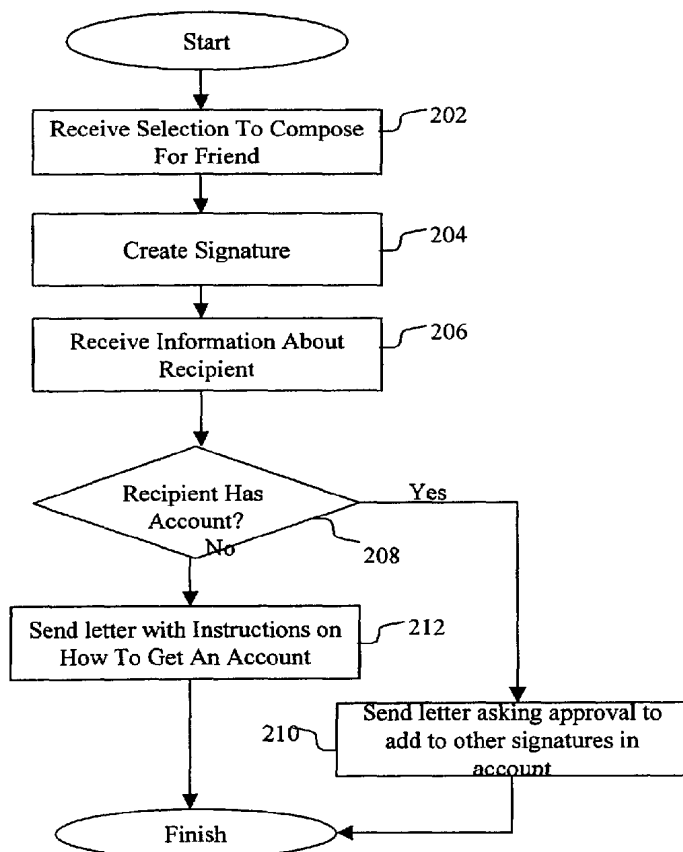 Start
Receive Selection To Compose
For Friend
202
Create Signature
204
Receive Information About
Recipient
206
Recipient Has
Account?
Yes
No
208
Send letter with Instructions on
How To Get An Account
212
Send letter asking approval to
add to other signatures in
account
210
Finish